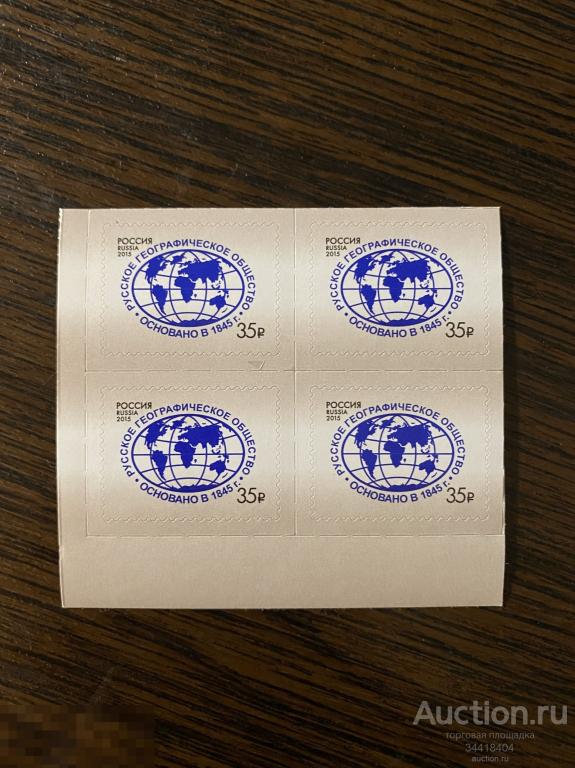 РОССИЯ
RUSSIA
2015
РУССКОЕ ГЕОГРАФИЧЕСКОЕ ОБЩЕСТВО
• ОСНОВАНО В 1845 г. •
35₽
РОССИЯ
RUSSIA
2015
РУССКОЕ ГЕОГРАФИЧЕСКОЕ ОБЩЕСТВО
• ОСНОВАНО В 1845 г. •
35₽
РОССИЯ
RUSSIA
2015
РУССКОЕ ГЕОГРАФИЧЕСКОЕ ОБЩЕСТВО
• ОСНОВАНО В 1845 г. •
35₽
РОССИЯ
RUSSIA
2015
РУССКОЕ ГЕОГРАФИЧЕСКОЕ ОБЩЕСТВО
• ОСНОВАНО В 1845 г. •
35₽
Auction.ru
торговая площадка
34418404
auction.ru